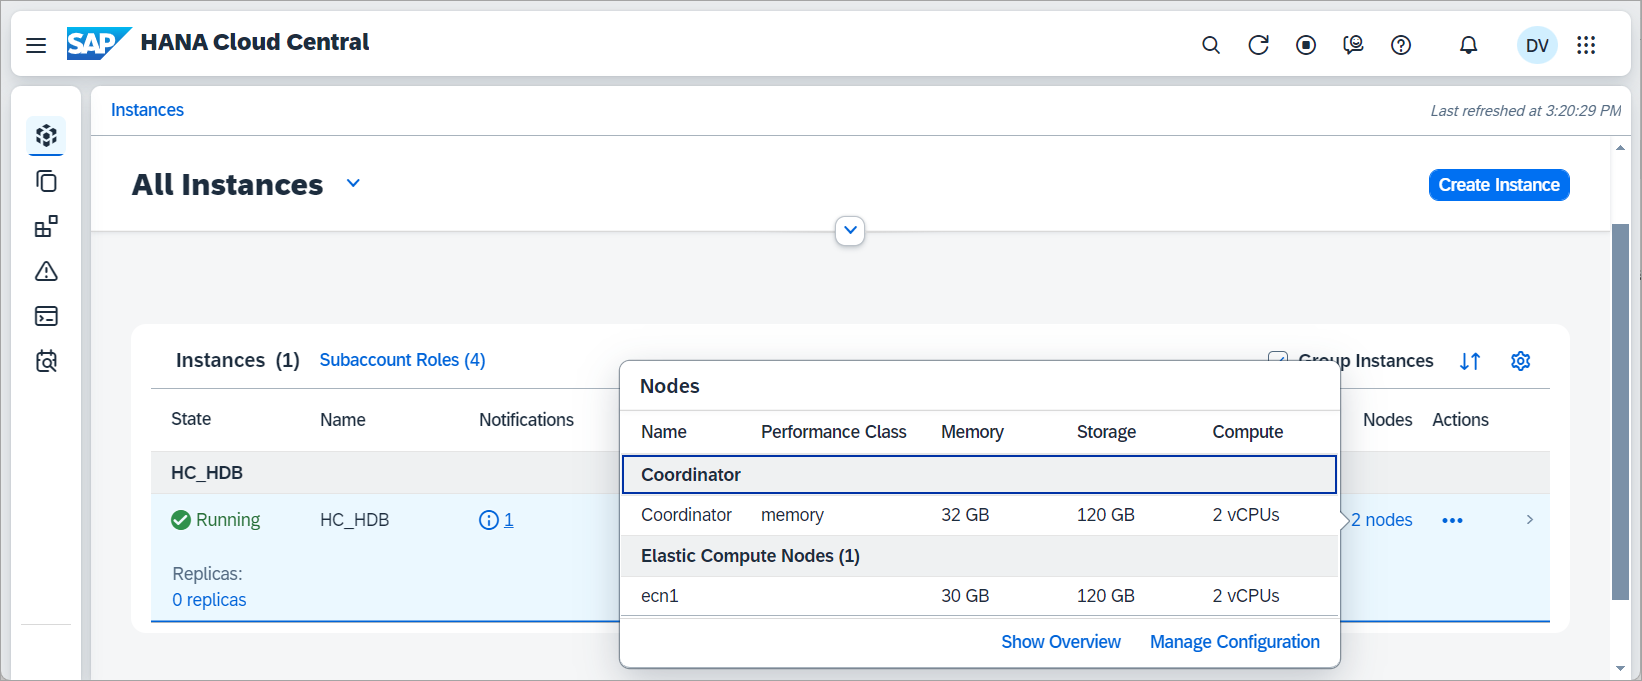 SAP HANA Cloud Central
DV
Instances
Last refreshed at 3:20:29 PM
All Instances
Create Instance
Instances (1) Subaccount Roles (4)
Group Instances
State Name Notifications Nodes Actions
HC_HDB
Running HC_HDB 1 2 nodes
Replicas:
0 replicas
Nodes
Name Performance Class Memory Storage Compute
Coordinator
Coordinator memory 32 GB 120 GB 2 vCPUs
Elastic Compute Nodes (1)
ecn1 30 GB 120 GB 2 vCPUs
Show Overview Manage Configuration